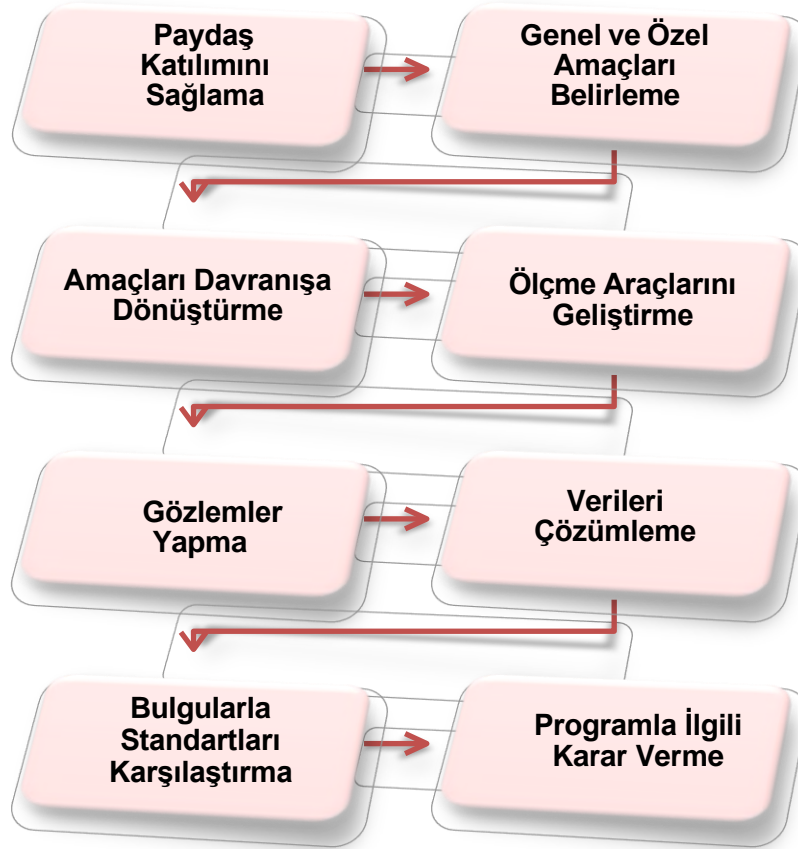 Paydaş
Katılımını
Sağlama
Genel ve Özel
Amaçları
Belirleme
Amaçları Davranışa
Dönüştürme
Ölçme Araçlarını
Geliştirme
Gözlemler
Yapma
Verileri
Çözümleme
Bulgularla
Standartları
Karşılaştırma
Programla İlgili
Karar Verme